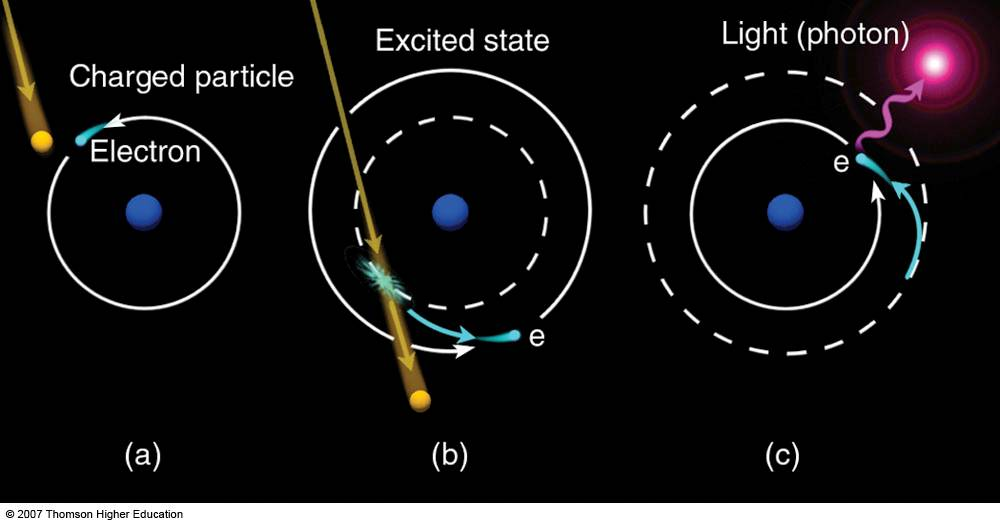 Charged particle
Electron
(a)
Excited state
e
(b)
Light (photon)
e
(c)
© 2007 Thomson Higher Education